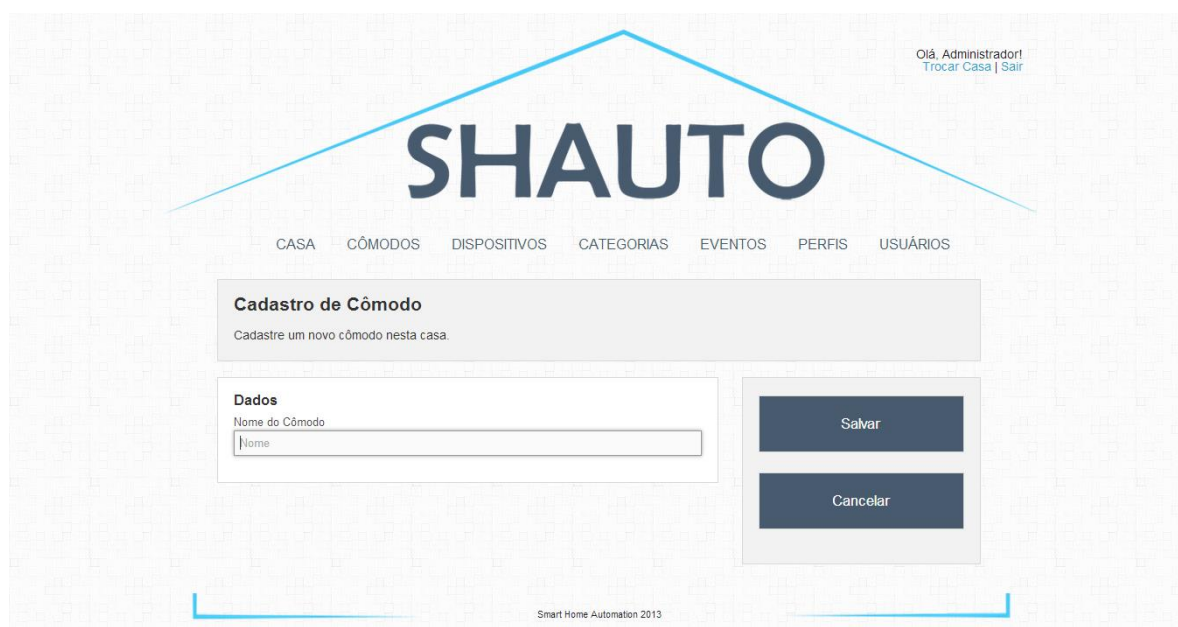 Olá, Administrador!
Trocar Casa | Sair
SHAUTO
CASA CÔMODOS DISPOSITIVOS CATEGORIAS EVENTOS PERFIS USUÁRIOS
Cadastro de Cômodo
Cadastre um novo cômodo nesta casa.
Dados
Nome do Cômodo
Nome
Salvar
Cancelar
Smart Home Automation 2013